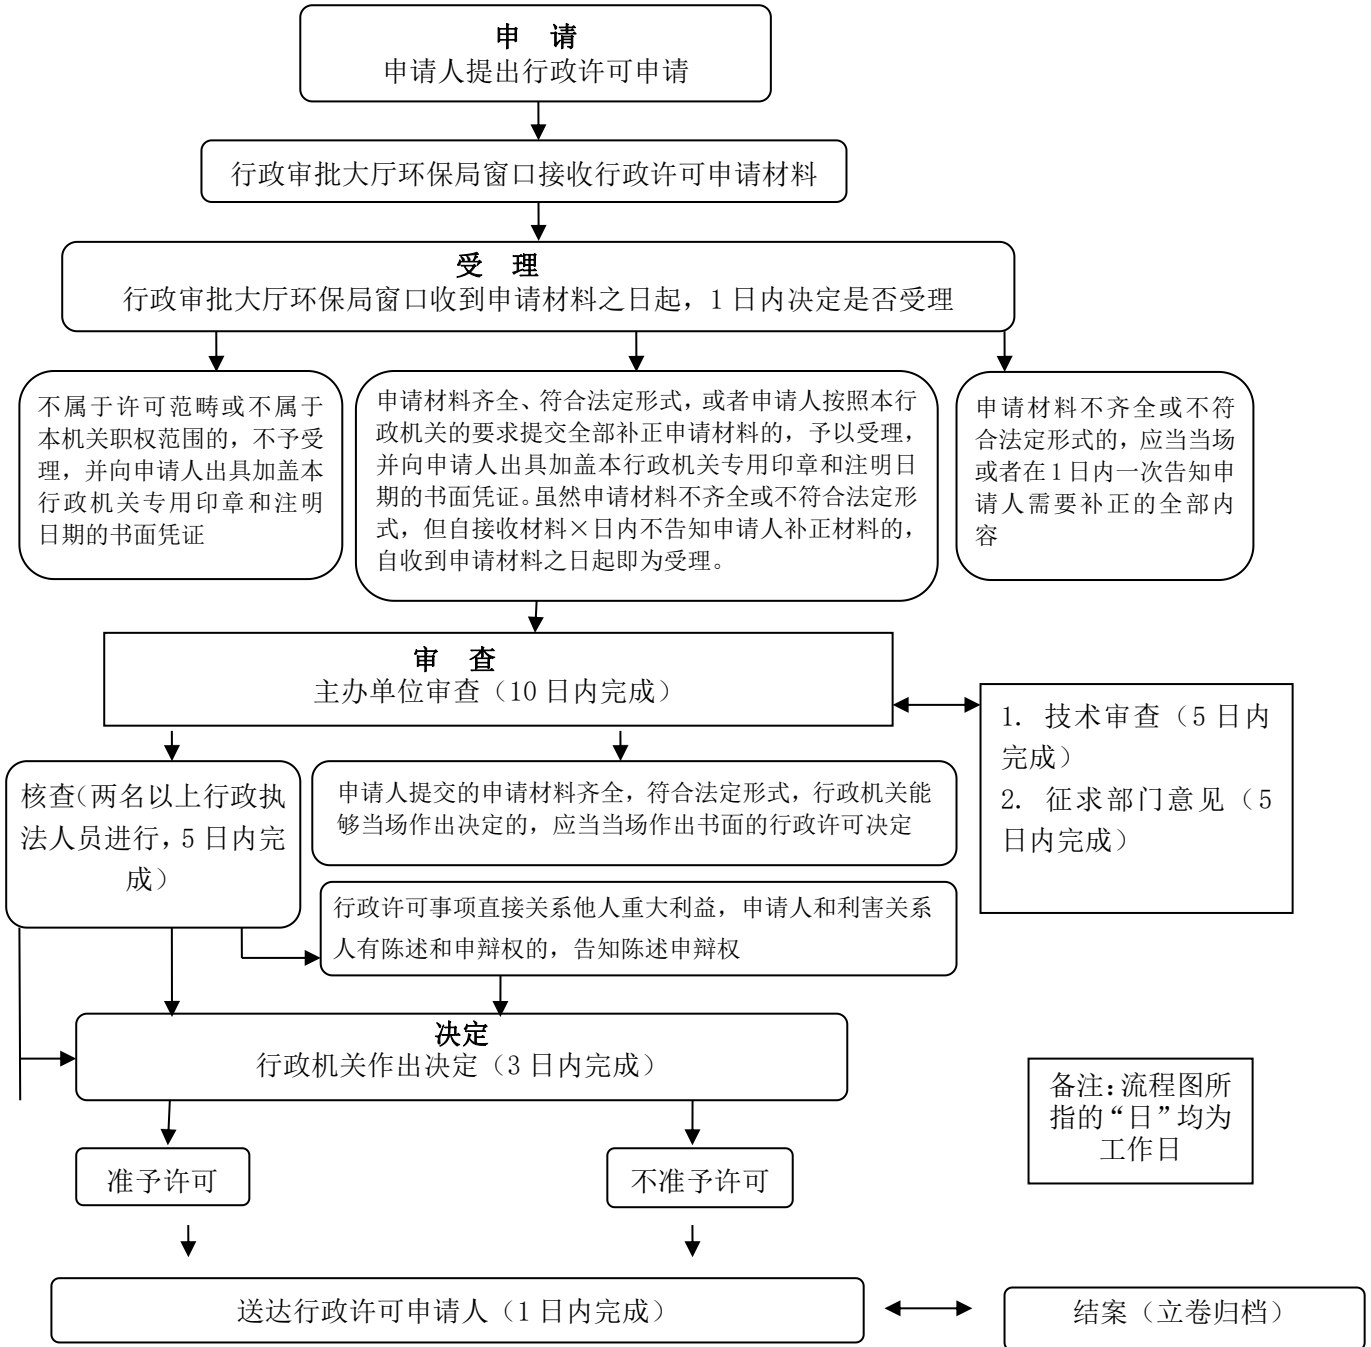 申 请
申请人提出行政许可申请
行政审批大厅环保局窗口接收行政许可申请材料
受 理
行政审批大厅环保局窗口收到申请材料之日起，1 日内决定是否受理
不属于许可范畴或不属于
本机关职权范围的，不予受
理，并向申请人出具加盖本
行政机关专用印章和注明
日期的书面凭证
申请材料齐全、符合法定形式，或者申请人按照本行
政机关的要求提交全部补正申请材料的，予以受理，
并向申请人出具加盖本行政机关专用印章和注明日
期的书面凭证。虽然申请材料不齐全或不符合法定形
式，但自接收材料×日内不告知申请人补正材料的，
自收到申请材料之日起即为受理。
申请材料不齐全或不符
合法定形式的，应当当场
或者在 1 日内一次告知申
请人需要补正的全部内
容
审 查
主办单位审查（10 日内完成）
1. 技术审查（5 日内
完成）
2. 征求部门意见（5
日内完成）
核查（两名以上行政执
法人员进行，5 日内完
成）
申请人提交的申请材料齐全，符合法定形式，行政机关能
够当场作出决定的，应当当场作出书面的行政许可决定
行政许可事项直接关系他人重大利益，申请人和利害关系
人有陈述和申辩权的，告知陈述申辩权
决定
行政机关作出决定（3 日内完成）
备注：流程图所
指的“日”均为
工作日
准予许可
不准予许可
送达行政许可申请人（1 日内完成）
结案（立卷归档）